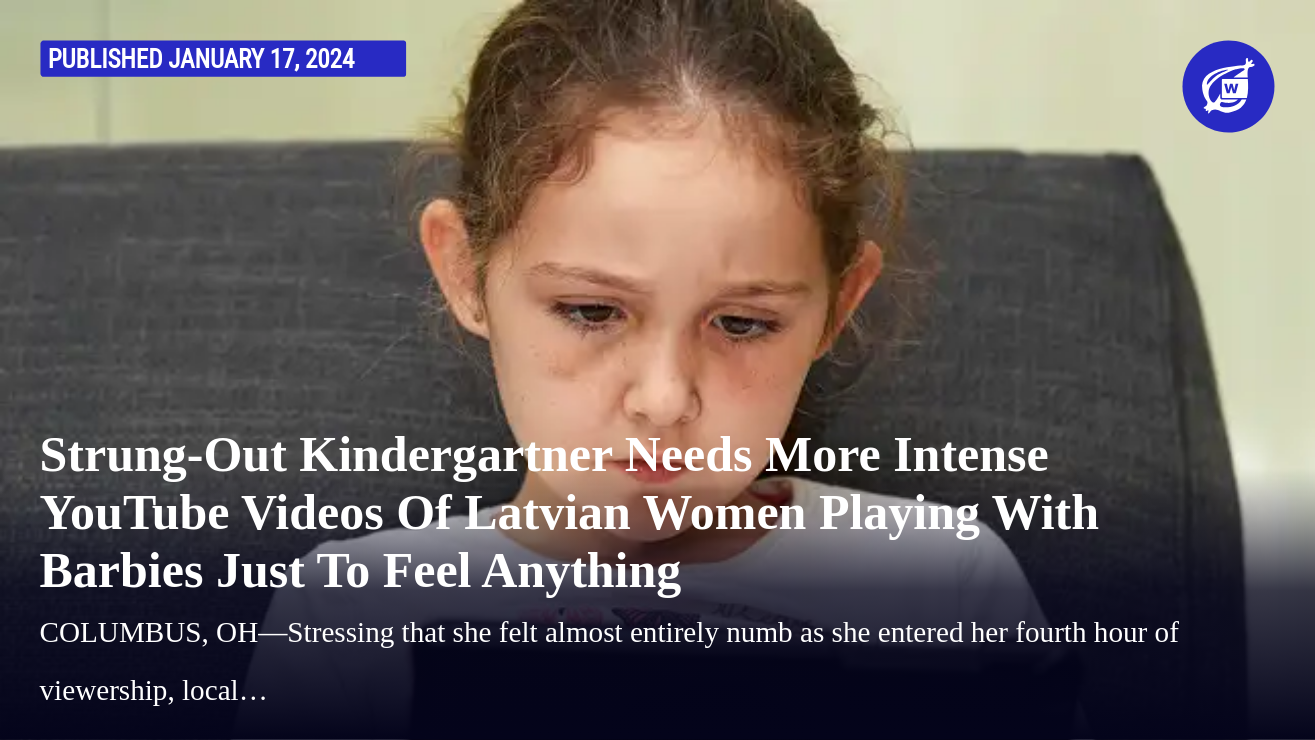 PUBLISHED JANUARY 17, 2024
W
Strung-Out Kindergartner Needs More Intense
YouTube Videos Of Latvian Women Playing With
Barbies Just To Feel Anything
COLUMBUS, OH—Stressing that she felt almost entirely numb as she entered her fourth hour of
viewership, local…